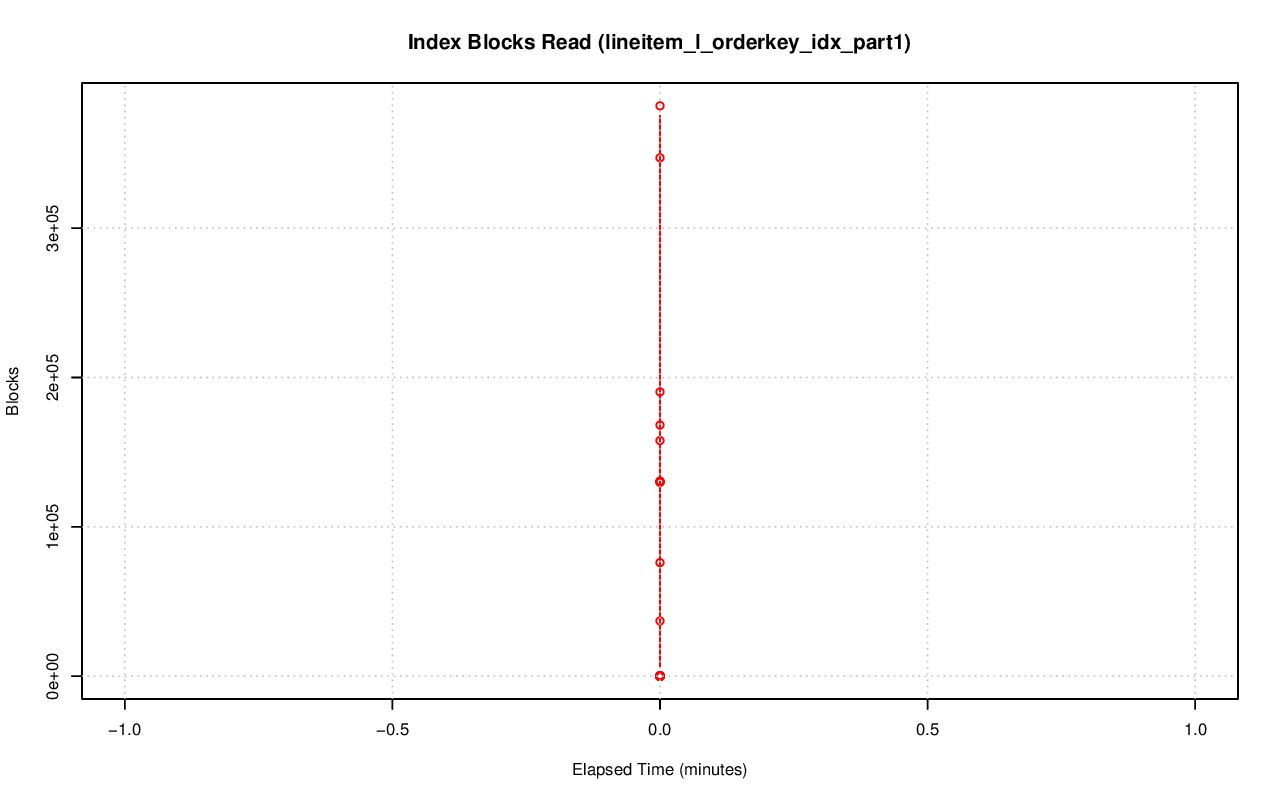 Index Blocks Read (lineitem_l_orderkey_idx_part1)
Blocks
3e+05
2e+05
1e+05
0e+00
−1.0 −0.5 0.0 0.5 1.0
Elapsed Time (minutes)